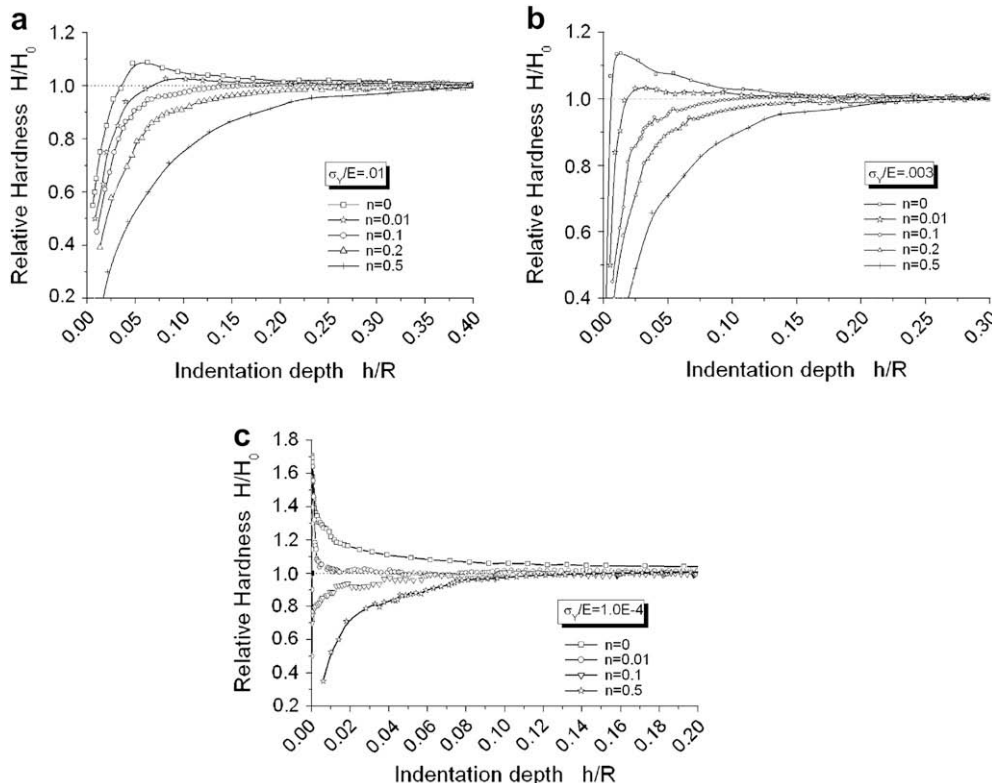 a
1.2
1.0
0.8
0.6
0.4
0.2
Relative Hardness H/H₀
σY/E=.01
n=0
n=0.01
n=0.1
n=0.2
n=0.5
0.00
0.05
0.10
0.15
0.20
0.25
0.30
0.35
0.40
Indentation depth h/R
b
1.2
1.0
0.8
0.6
0.4
Relative Hardness H/H₀
σY/E=.003
n=0
n=0.01
n=0.1
n=0.2
n=0.5
0.00
0.05
0.10
0.15
0.20
0.25
0.30
Indentation depth h/R
c
1.8
1.6
1.4
1.2
1.0
0.8
0.6
0.4
0.2
Relative Hardness H/H₀
σY/E=1.0E-4
n=0
n=0.01
n=0.1
n=0.5
0.00
0.02
0.04
0.06
0.08
0.10
0.12
0.14
0.16
0.18
0.20
Indentation depth h/R